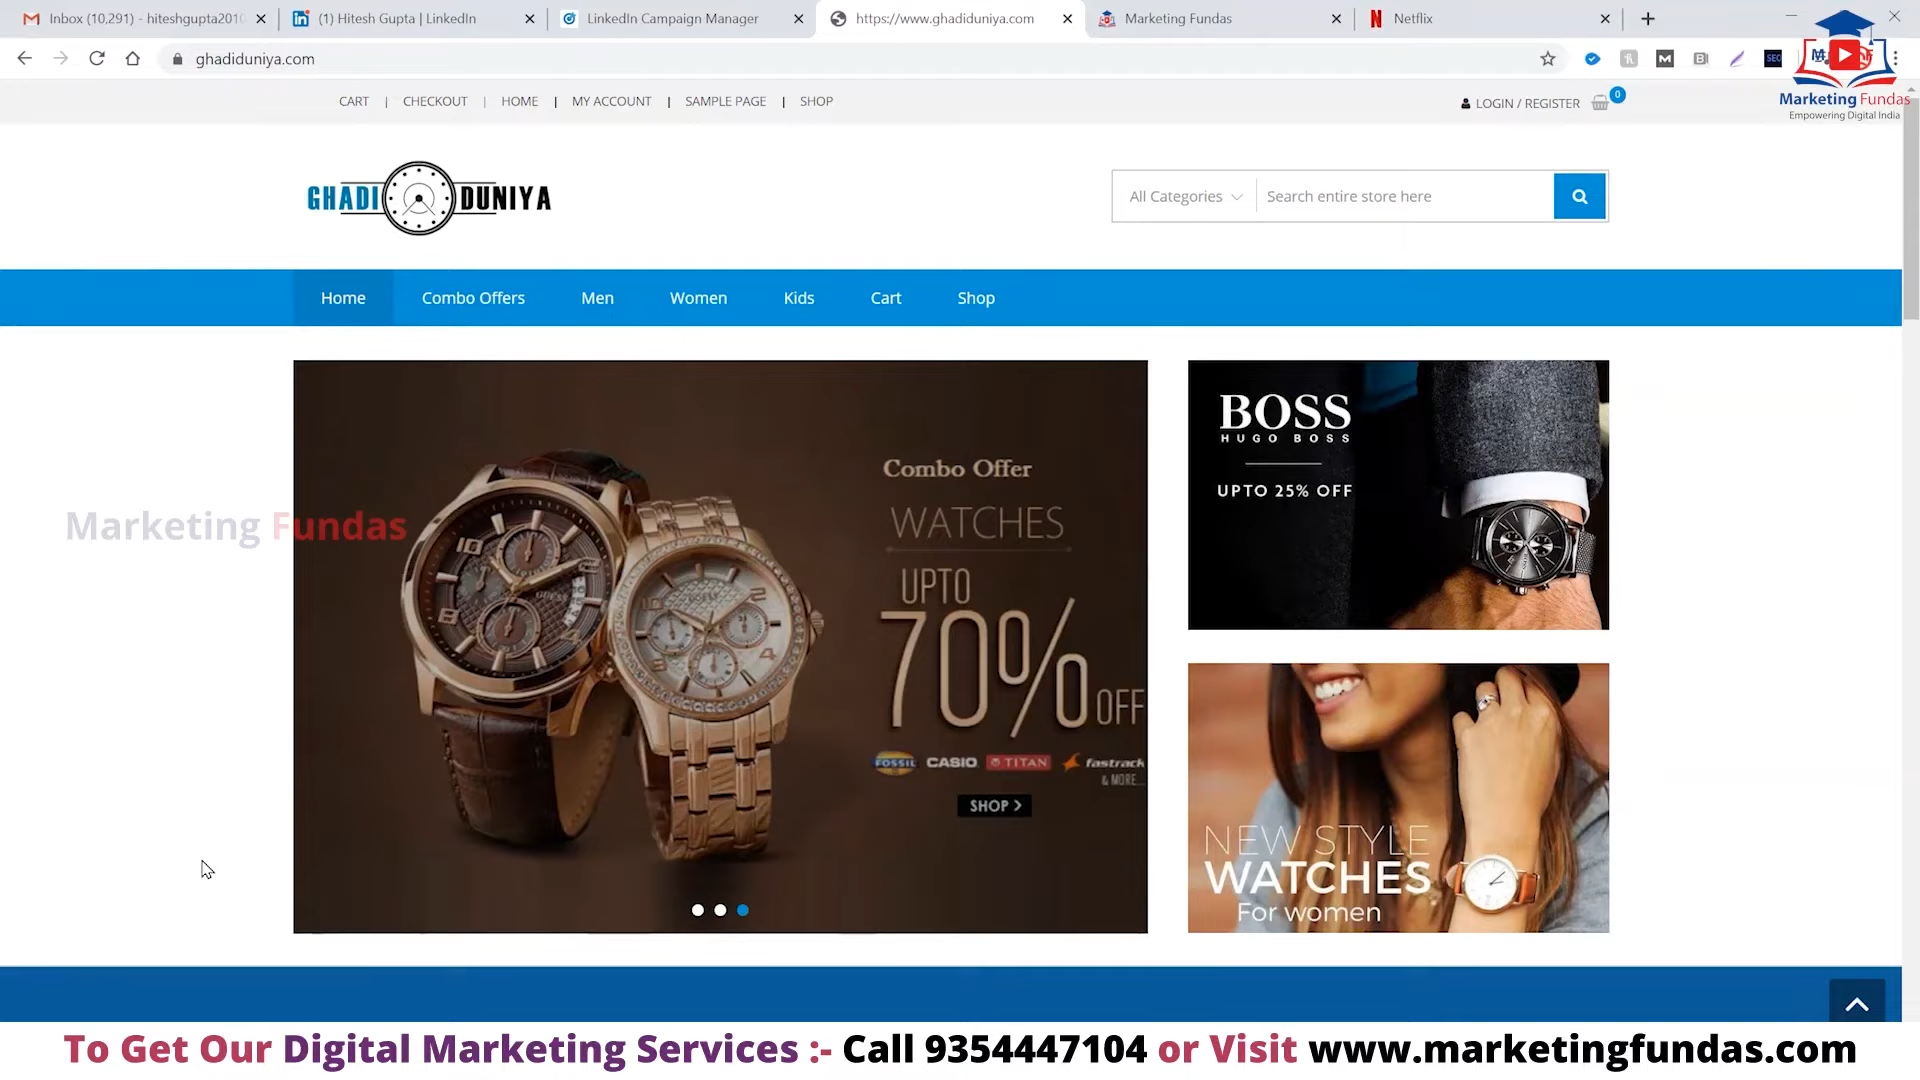 Inbox (10,291) - hiteshgupta2010
(1) Hitesh Gupta | LinkedIn
LinkedIn Campaign Manager
https://www.ghadiduniya.com
Marketing Fundas
Netflix
ghadiduniya.com
Marketing Fundas
Empowering Digital India
CART | CHECKOUT | HOME | MY ACCOUNT | SAMPLE PAGE | SHOP
LOGIN / REGISTER
0
GHADI DUNIYA
All Categories
Search entire store here
Home
Combo Offers
Men
Women
Kids
Cart
Shop
Combo Offer
WATCHES
UPTO
70%
OFF
FOSSIL CASIO TITAN fastrack
& MORE...
SHOP >
BOSS
HUGO BOSS
UPTO 25% OFF
NEW STYLE
WATCHES
For women
Marketing Fundas
To Get Our Digital Marketing Services :- Call 9354447104 or Visit www.marketingfundas.com